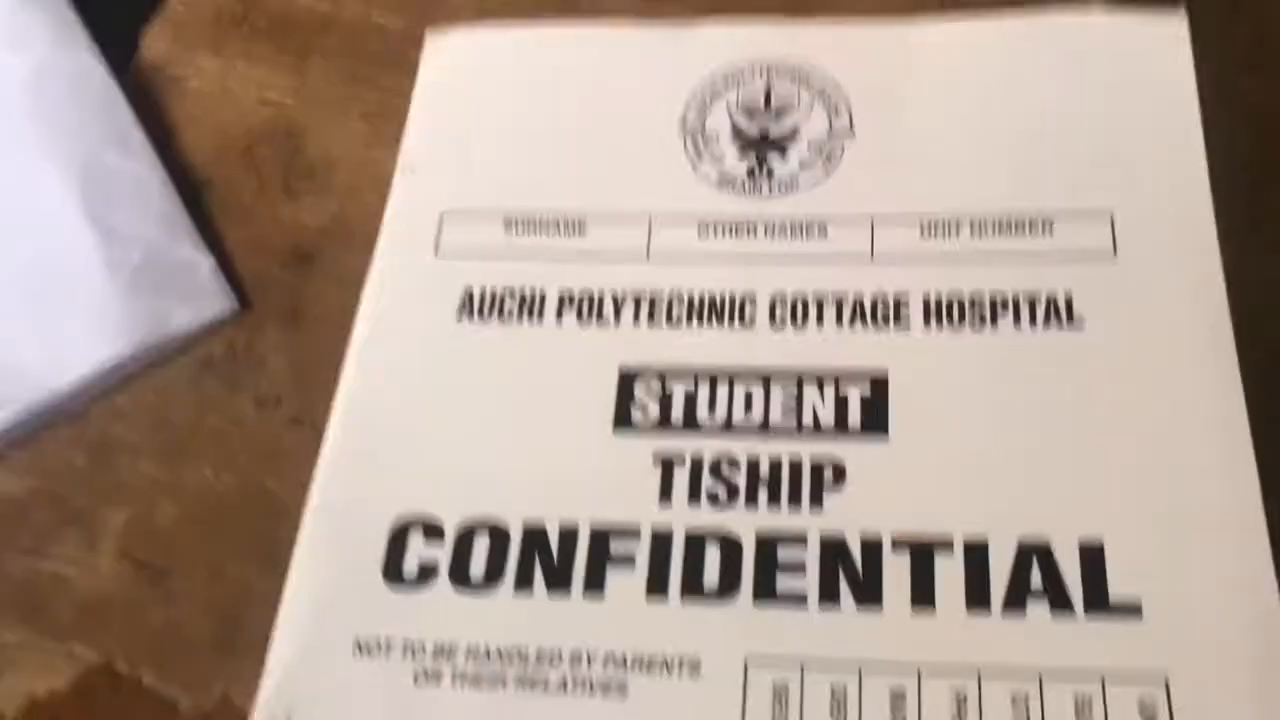 SURNAME OTHER NAMES UNIT NUMBER
AUCHI POLYTECHNIC COTTAGE HOSPITAL
STUDENT
TISHIP
CONFIDENTIAL
NOT TO BE HANDLED BY PARENTS
OR THEIR RELATIVES